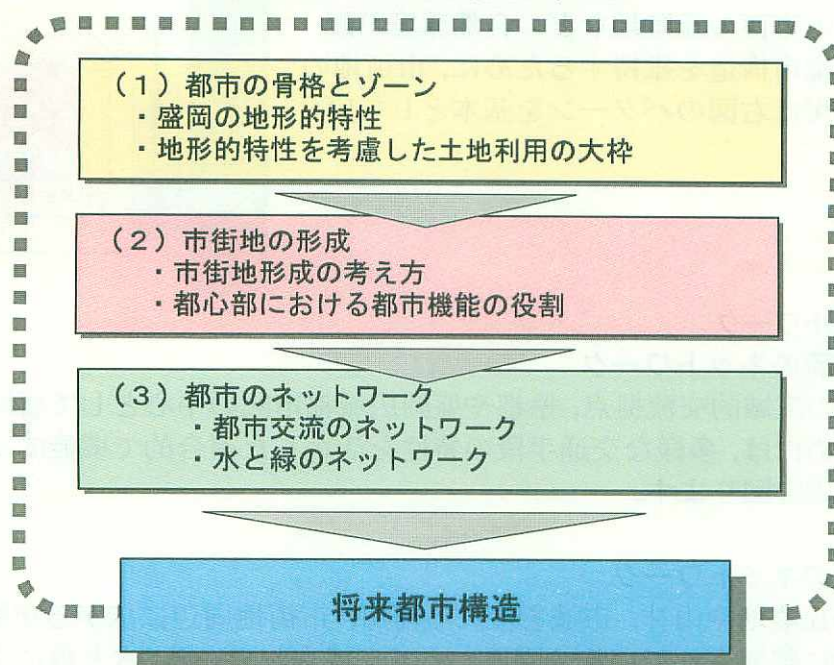 （１）都市の骨格とゾーン
・盛岡の地形的特性
・地形的特性を考慮した土地利用の大枠
（２）市街地の形成
・市街地形成の考え方
・都心部における都市機能の役割
（３）都市のネットワーク
・都市交流のネットワーク
・水と緑のネットワーク
将来都市構造